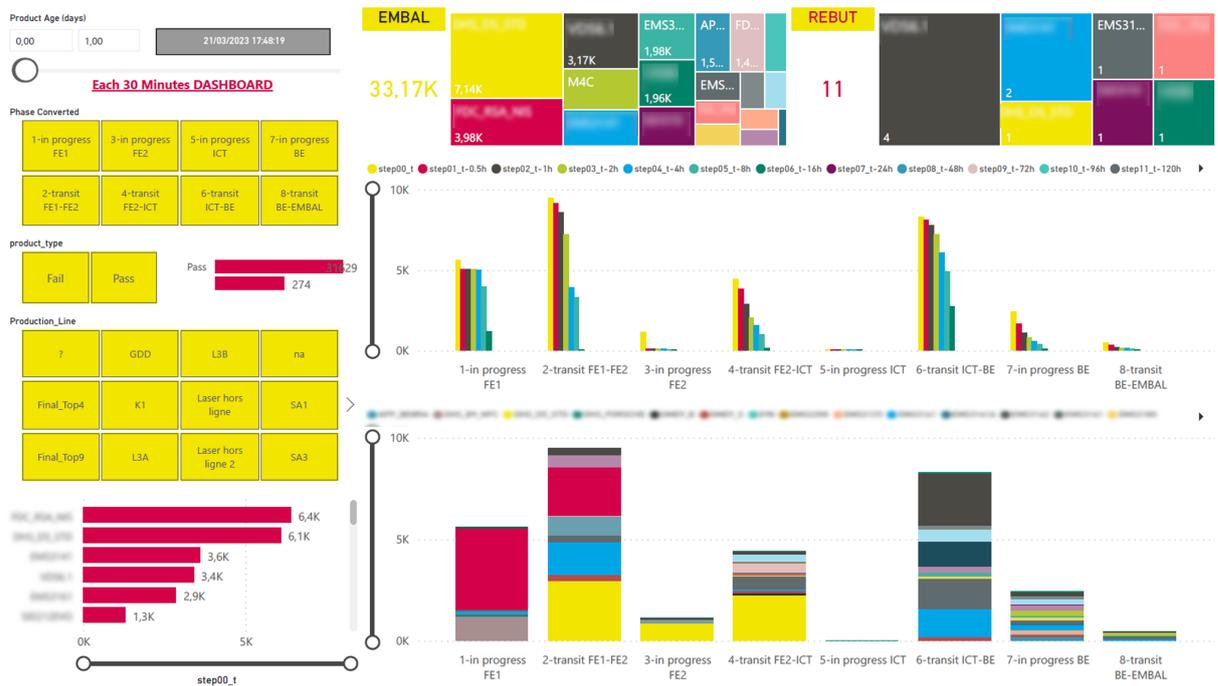 Product Age (days)
0,00
1,00
21/03/2023 17:48:19
Each 30 Minutes DASHBOARD
Phase Converted
1-in progress
FE1
3-in progress
FE2
5-in progress
ICT
7-in progress
BE
2-transit
FE1-FE2
4-transit
FE2-ICT
6-transit
ICT-BE
8-transit
BE-EMBAL
product_type
Fail
Pass
Pass
274
Production_Line
?
GDD
L3B
na
Final_Top4
K1
Laser hors
ligne
SA1
Final_Top9
L3A
Laser hors
ligne 2
SA3
6,4K
6,1K
3,6K
3,4K
2,9K
1,3K
0K
5K
step00_t
EMBAL
33,17K
7,14K
3,98K
3,17K
M4C
EMS3...
1,98K
1,96K
AP...
1,5...
FD...
1,4...
EMS...
REBUT
11
4
2
1
EMS31...
1
1
1
1
step00_t
step01_t-0.5h
step02_t-1h
step03_t-2h
step04_t-4h
step05_t-8h
step06_t-16h
step07_t-24h
step08_t-48h
step09_t-72h
step10_t-96h
step11_t-120h
10K
5K
0K
1-in progress
FE1
2-transit FE1-FE2
3-in progress
FE2
4-transit FE2-ICT
5-in progress ICT
6-transit ICT-BE
7-in progress BE
8-transit
BE-EMBAL
10K
5K
0K
1-in progress
FE1
2-transit FE1-FE2
3-in progress
FE2
4-transit FE2-ICT
5-in progress ICT
6-transit ICT-BE
7-in progress BE
8-transit
BE-EMBAL